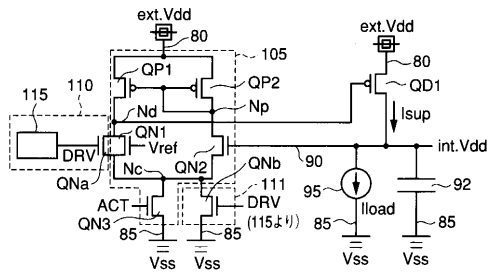 ext.Vdd
ext.Vdd
80
105
80
110
QP1
QP2
QD1
115
Nd
Np
Isup
QN1
Vref
int.Vdd
DRV
QNa
Nc
QN2
QNb
90
111
95
92
ACT
DRV
Iload
QN3
85
85
(115より)
85
85
Vss
Vss
Vss
Vss